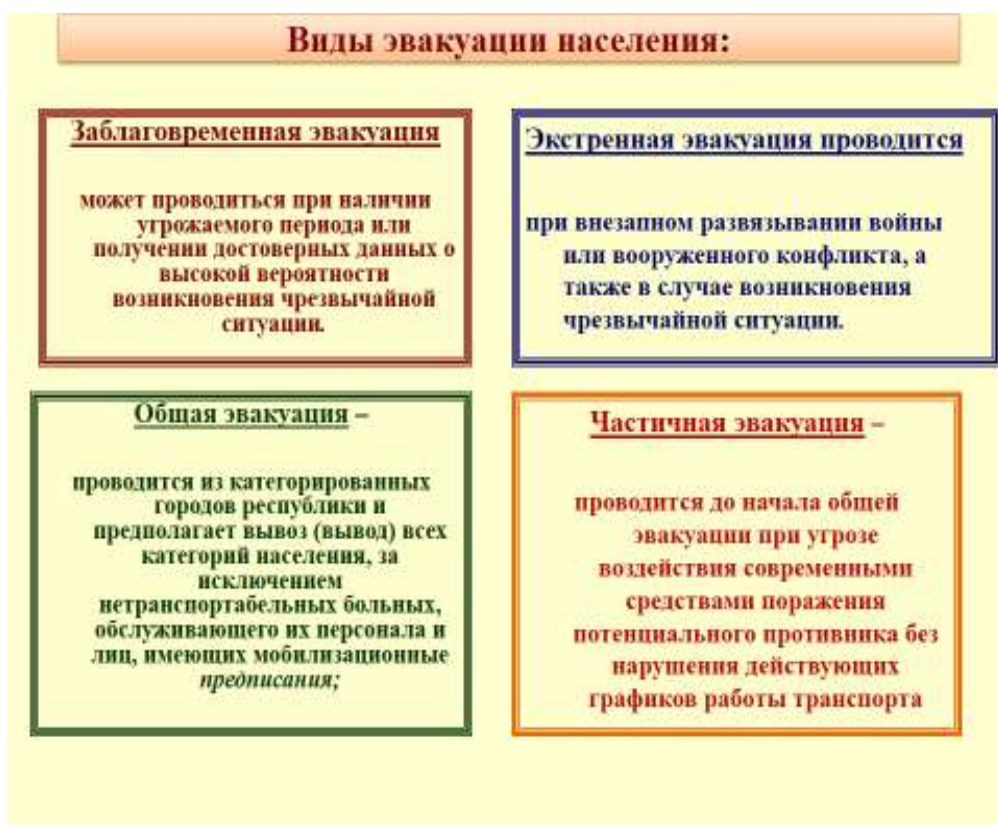 Виды эвакуации населения:
Заблаговременная эвакуация
может проводиться при наличии
угрожаемого периода или
получении достоверных данных о
высокой вероятности
возникновения чрезвычайной
ситуации.
Экстренная эвакуация проводится
при внезапном развязывании войны
или вооруженного конфликта, а
также в случае возникновения
чрезвычайной ситуации.
Общая эвакуация –
проводится из категорированных
городов республики и
предполагает вывоз (вывод) всех
категорий населения, за
исключением
нетранспортабельных больных,
обслуживающего их персонала и
лиц, имеющих мобилизационные
предписания;
Частичная эвакуация –
проводится до начала общей
эвакуации при угрозе
воздействия современными
средствами поражения
потенциального противника без
нарушения действующих
графиков работы транспорта